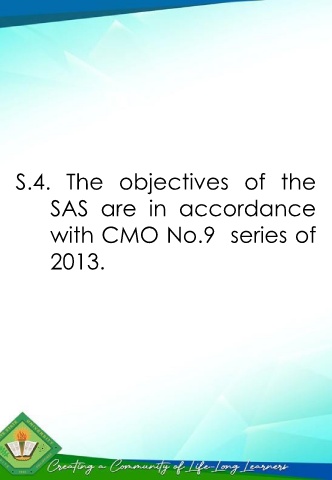 S.4. The objectives of the
SAS are in accordance
with CMO No.9 series of
2013.
Creating a Community of Life-Long Learners